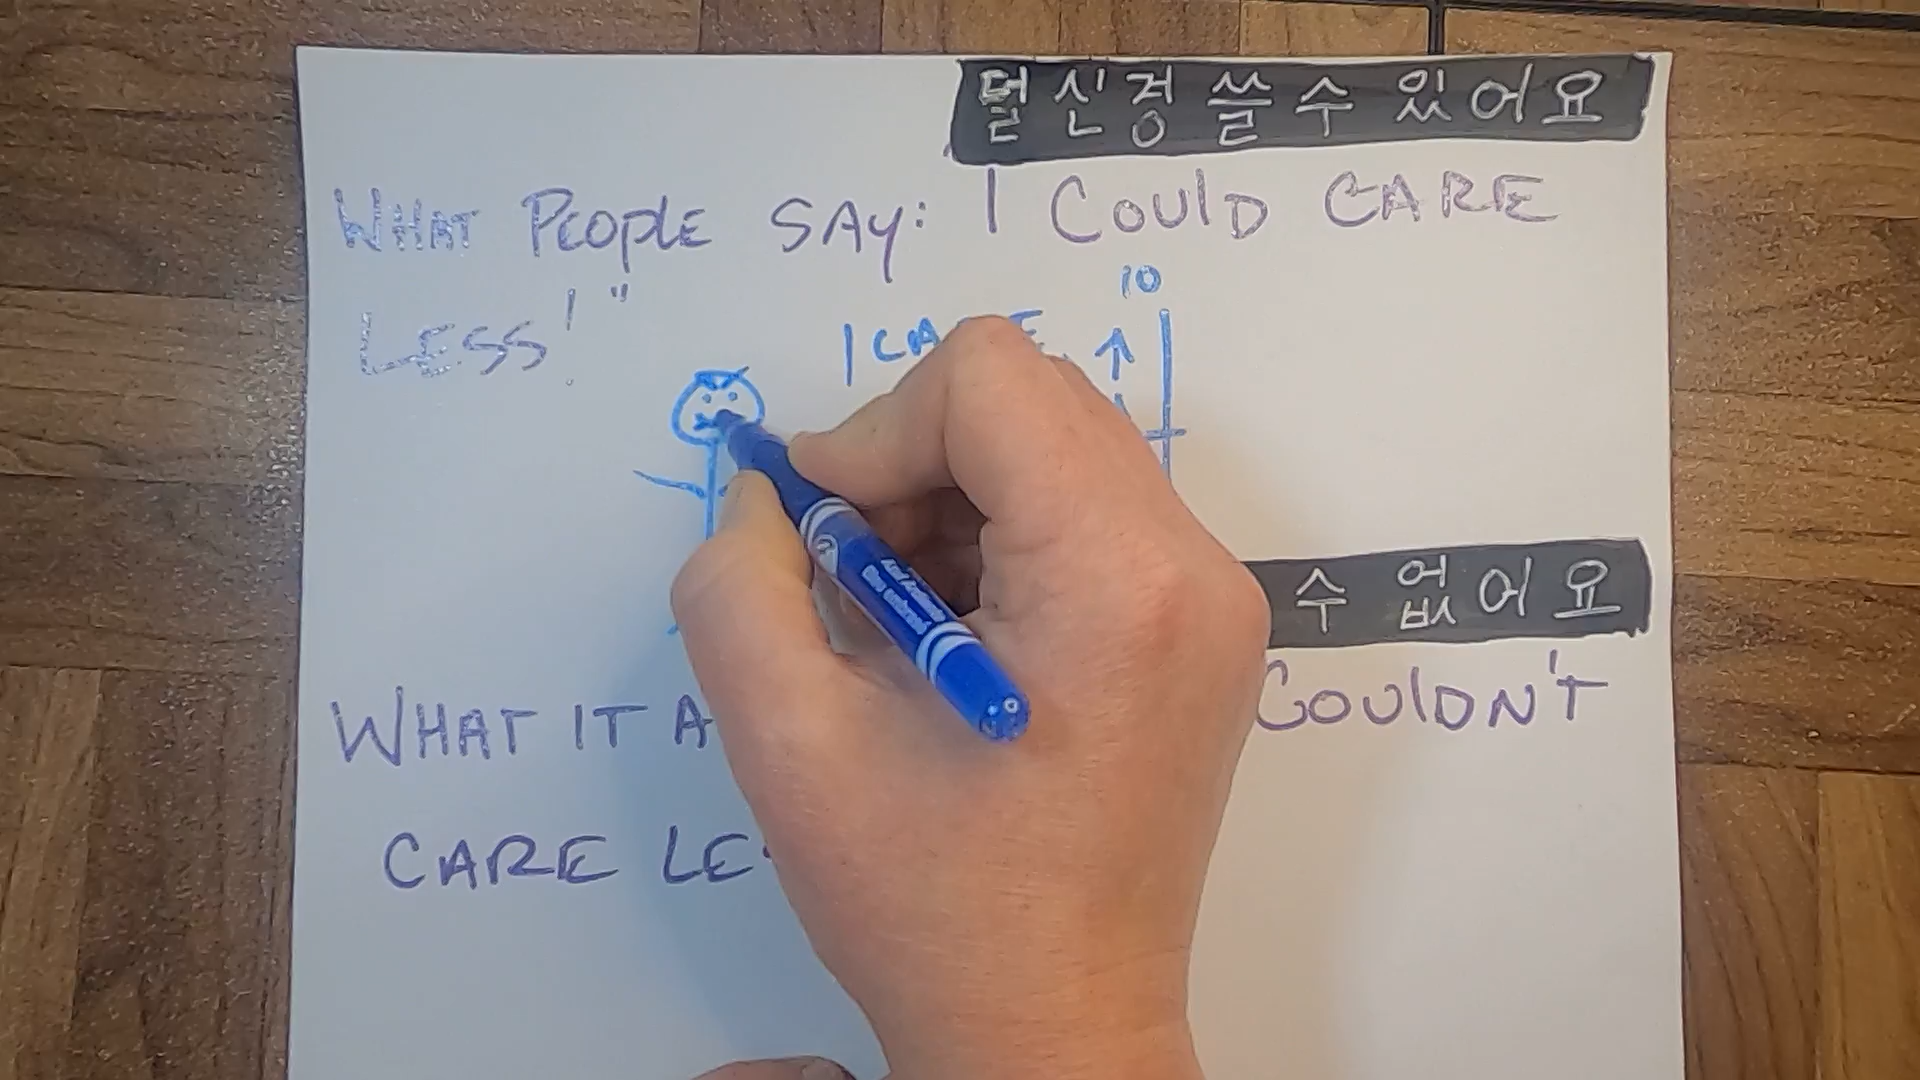 덜 신경 쓸 수 있어요
WHAT PEOPLE SAY: I COULD CARE
LESS!"
10
I CARE
수 없어요
WHAT IT COULDN'T
CARE